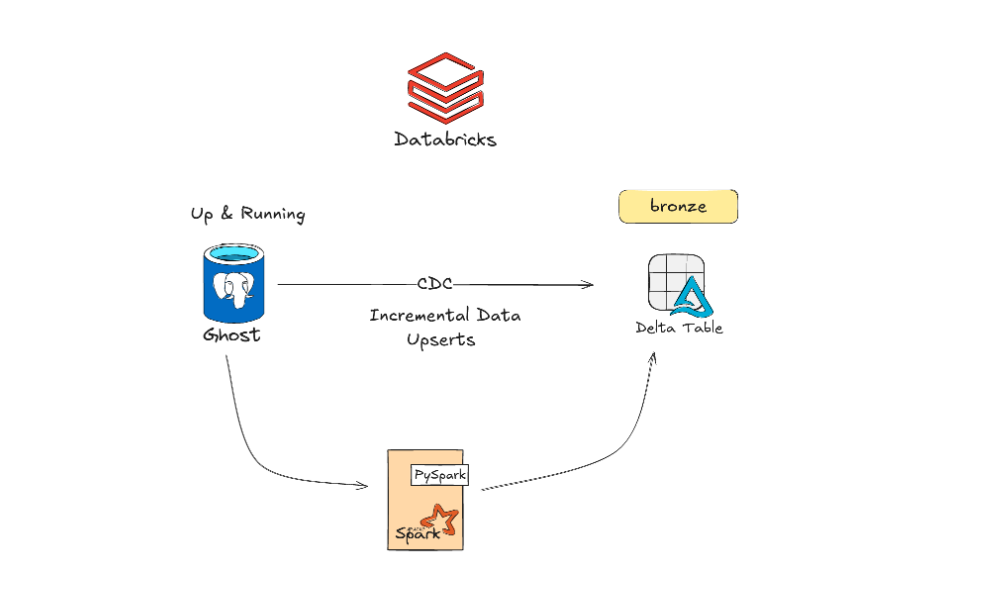 Databricks
bronze
Up & Running
CDC
Incremental Data
Upserts
Delta Table
Ghost
PySpark
Spark